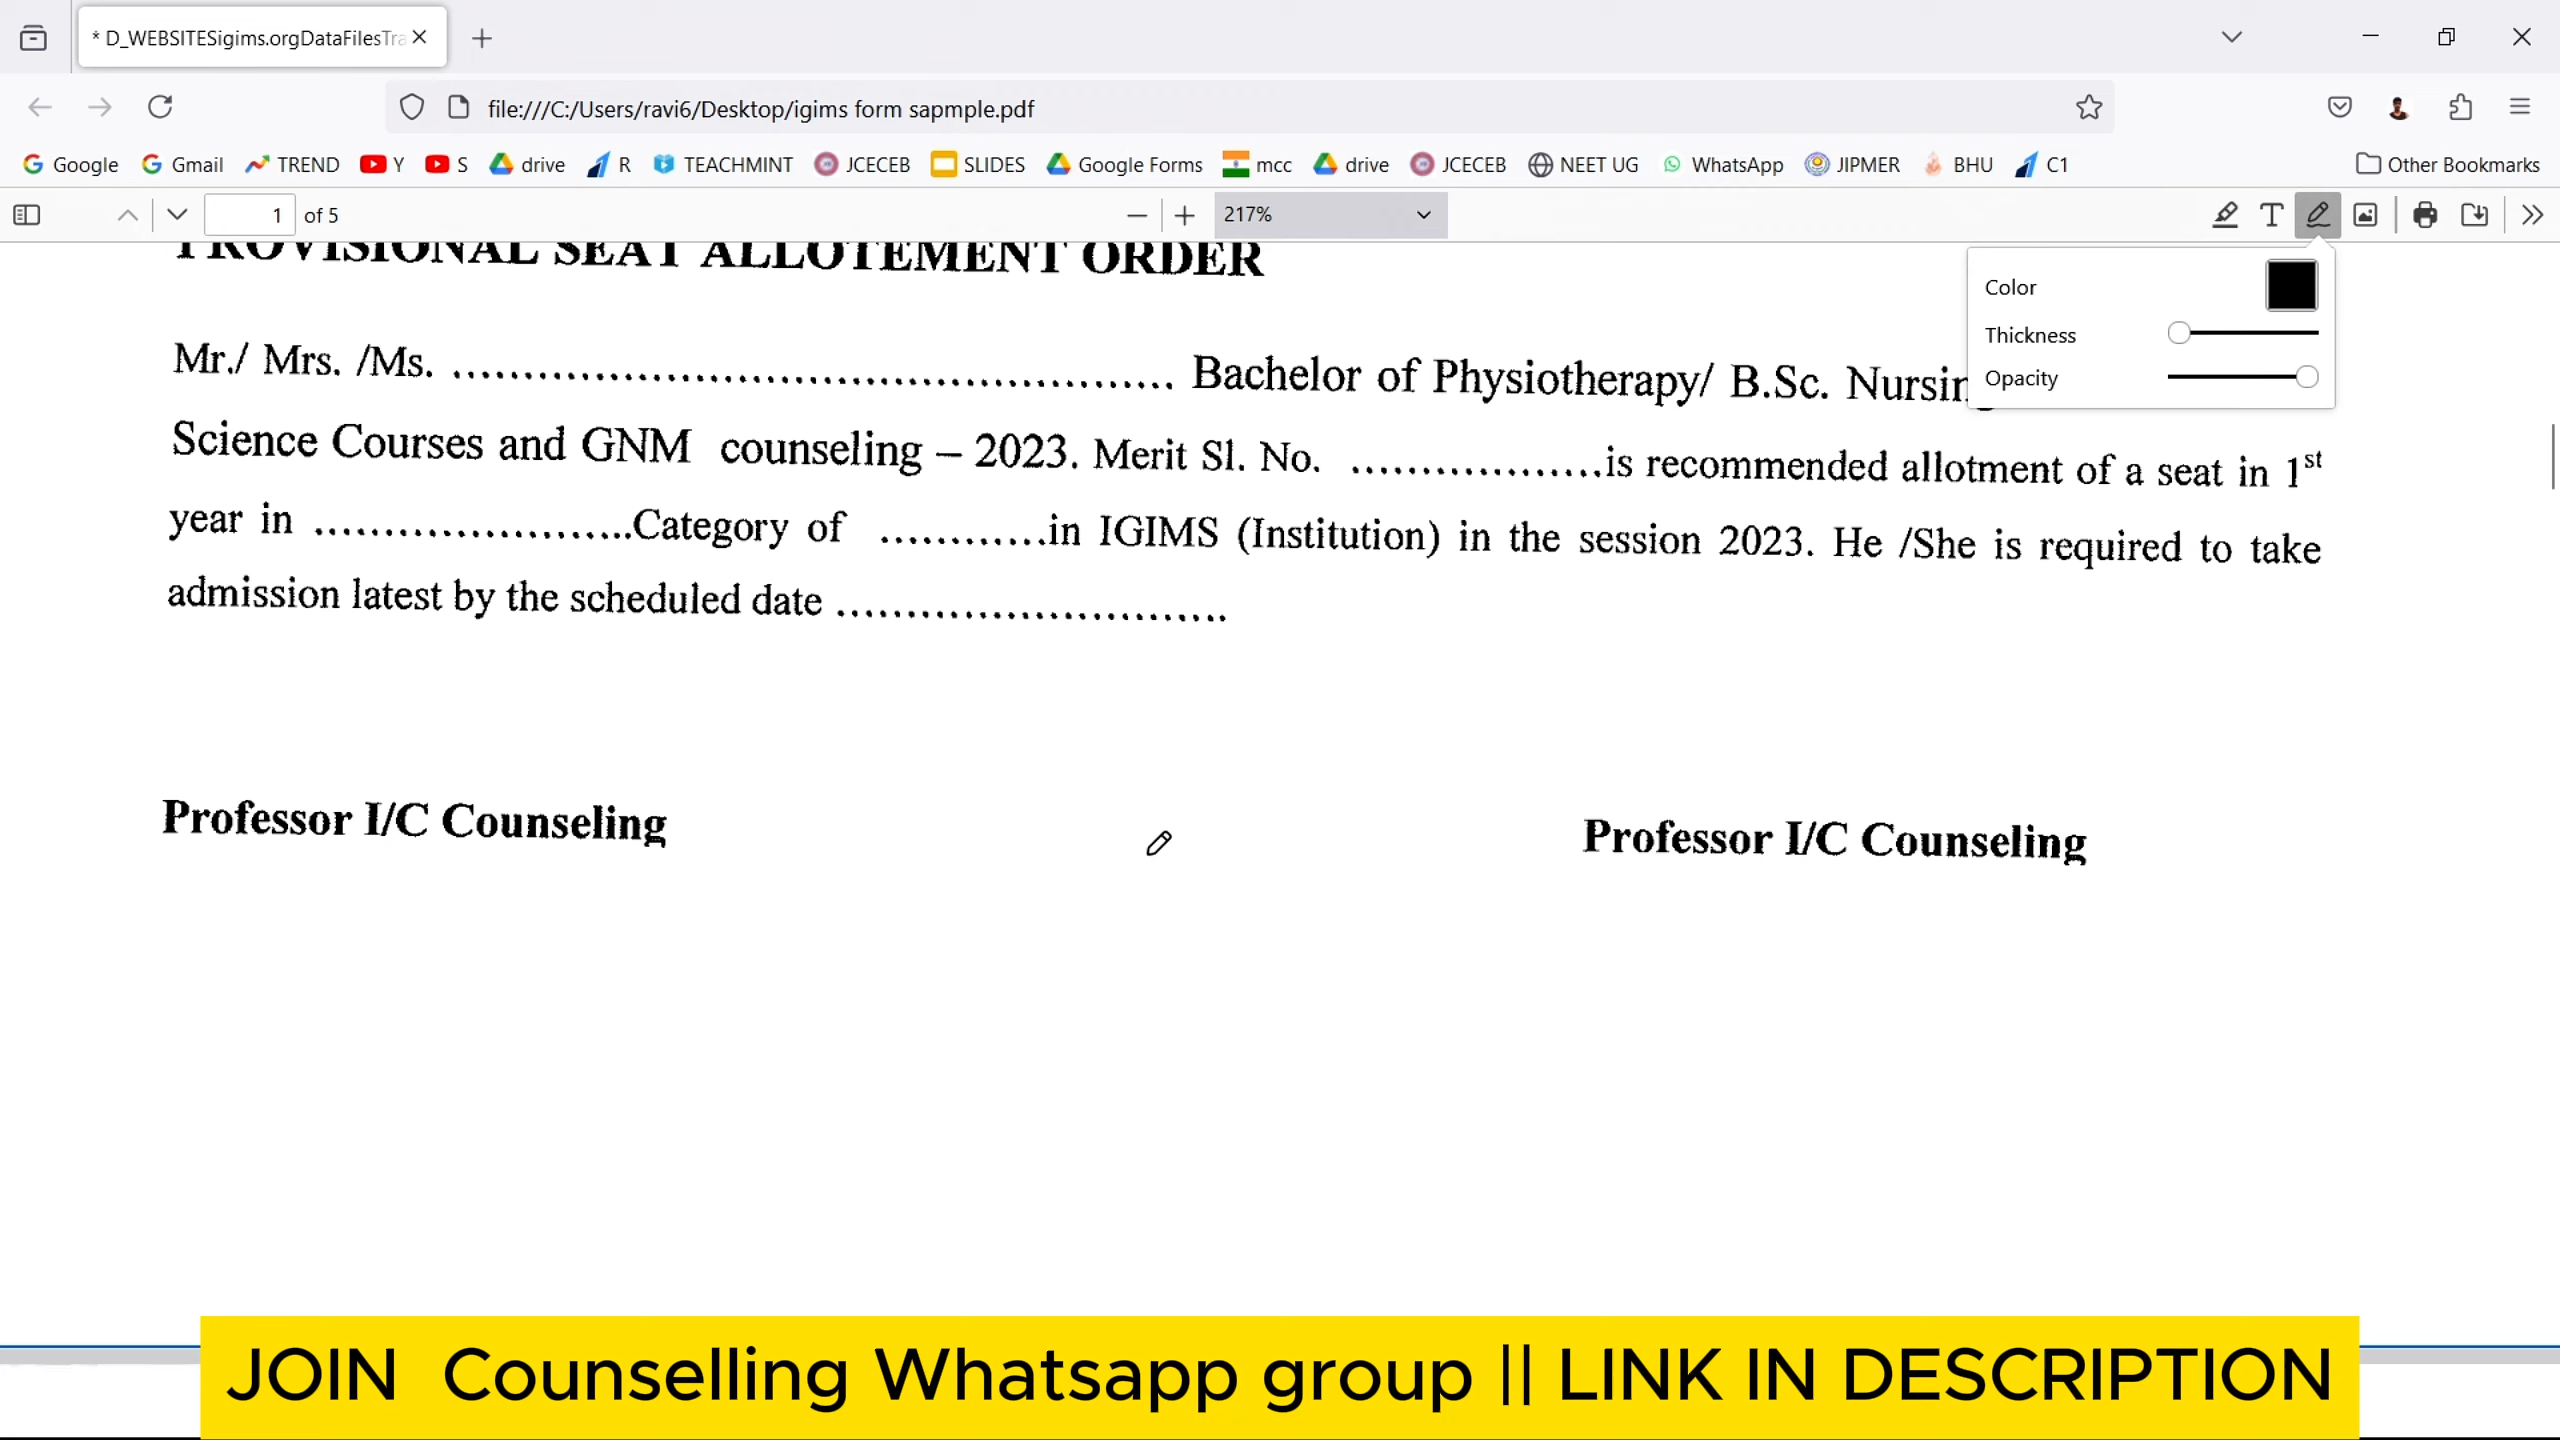 * D_WEBSITESigims.orgDataFilesTra
file:///C:/Users/ravi6/Desktop/igims form sapmple.pdf
Google Gmail TREND Y S drive R TEACHMINT JCECEB SLIDES Google Forms mcc drive JCECEB NEET UG WhatsApp JIPMER BHU C1 Other Bookmarks
1 of 5 217%
PROVISIONAL SEAT ALLOTEMENT ORDER
Color
Thickness
Opacity
Mr./ Mrs. /Ms. ................................................... Bachelor of Physiotherapy/ B.Sc. Nursing
Science Courses and GNM counseling – 2023. Merit Sl. No. ..................is recommended allotment of a seat in 1st
year in .......................Category of ............in IGIMS (Institution) in the session 2023. He /She is required to take
admission latest by the scheduled date ............................
Professor I/C Counseling Professor I/C Counseling
JOIN Counselling Whatsapp group || LINK IN DESCRIPTION